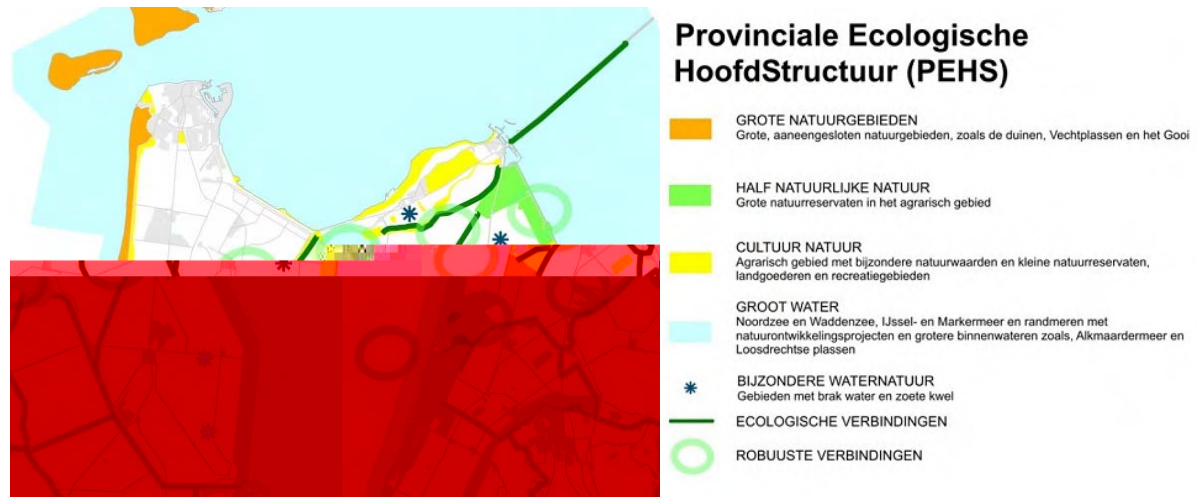 Provinciale Ecologische
HoofdStructuur (PEHS)
GROTE NATUURGEBIEDEN
Grote, aaneengesloten natuurgebieden, zoals de duinen, Vechtplassen en het Gooi
HALF NATUURLIJKE NATUUR
Grote natuurreservaten in het agrarisch gebied
CULTUUR NATUUR
Agrarisch gebied met bijzondere natuurwaarden en kleine natuurreservaten,
landgoederen en recreatiegebieden
GROOT WATER
Noordzee en Waddenzee, IJssel- en Markermeer en randmeren met
natuurontwikkelingsprojecten en grotere binnenwateren zoals, Alkmaardermeer en
Loosdrechtse plassen
BIJZONDERE WATERNATUUR
Gebieden met brak water en zoete kwel
ECOLOGISCHE VERBINDINGEN
ROBUUSTE VERBINDINGEN